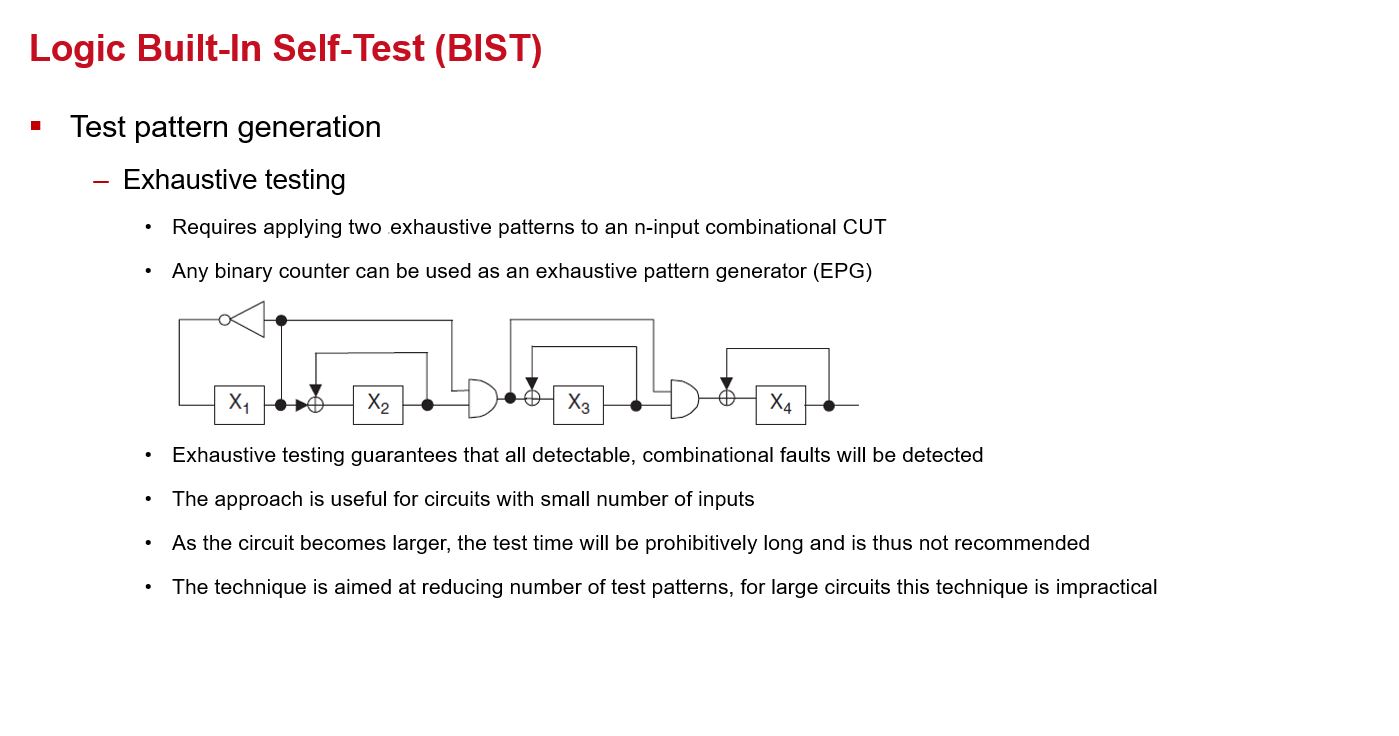 Logic Built-In Self-Test (BIST)
Test pattern generation
– Exhaustive testing
• Requires applying two exhaustive patterns to an n-input combinational CUT
• Any binary counter can be used as an exhaustive pattern generator (EPG)
X1 X2 X3 X4
• Exhaustive testing guarantees that all detectable, combinational faults will be detected
• The approach is useful for circuits with small number of inputs
• As the circuit becomes larger, the test time will be prohibitively long and is thus not recommended
• The technique is aimed at reducing number of test patterns, for large circuits this technique is impractical